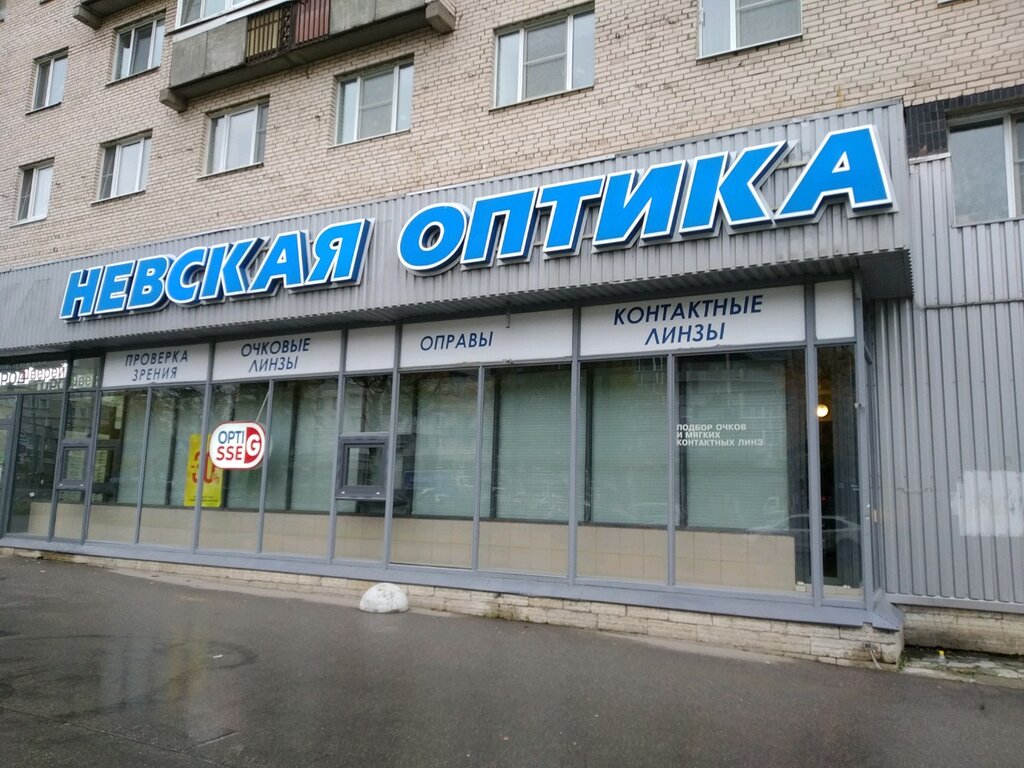 НЕВСКАЯ ОПТИКА
ПРОВЕРКА
ЗРЕНИЯ
ОЧКОВЫЕ
ЛИНЗЫ
ОПРАВЫ
КОНТАКТНЫЕ
ЛИНЗЫ
OPTI
SSE G
ПОДБОР ОЧКОВ
И МЯГКИХ
КОНТАКТНЫХ ЛИНЗ